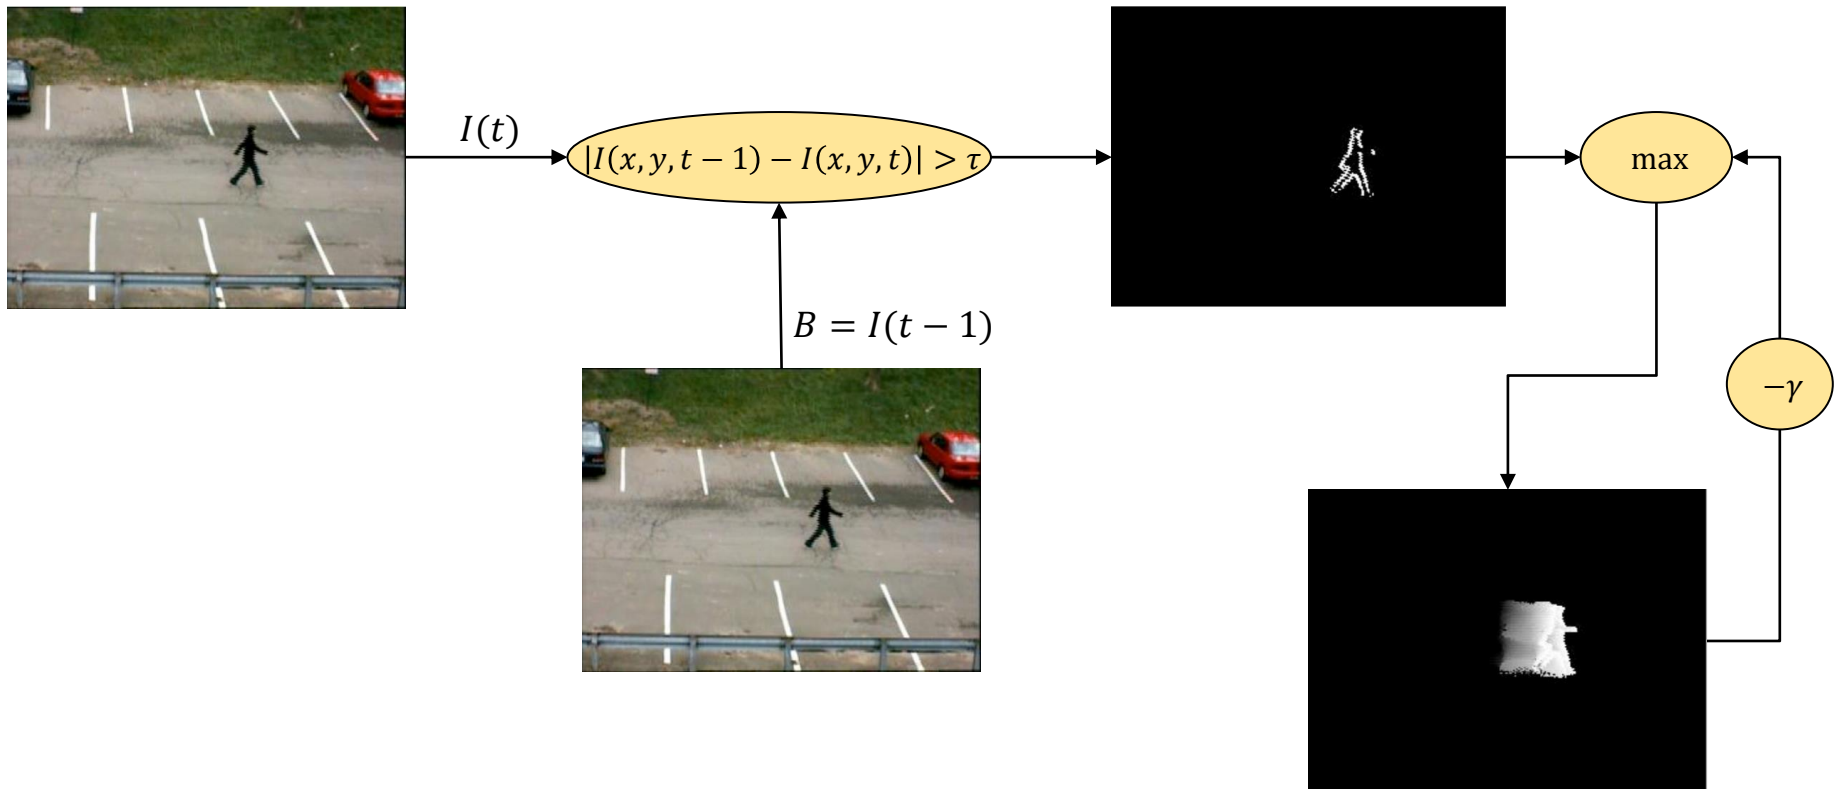 I(t)
|I(x, y, t − 1) − I(x, y, t)| > τ
max
B = I(t − 1)
−γ